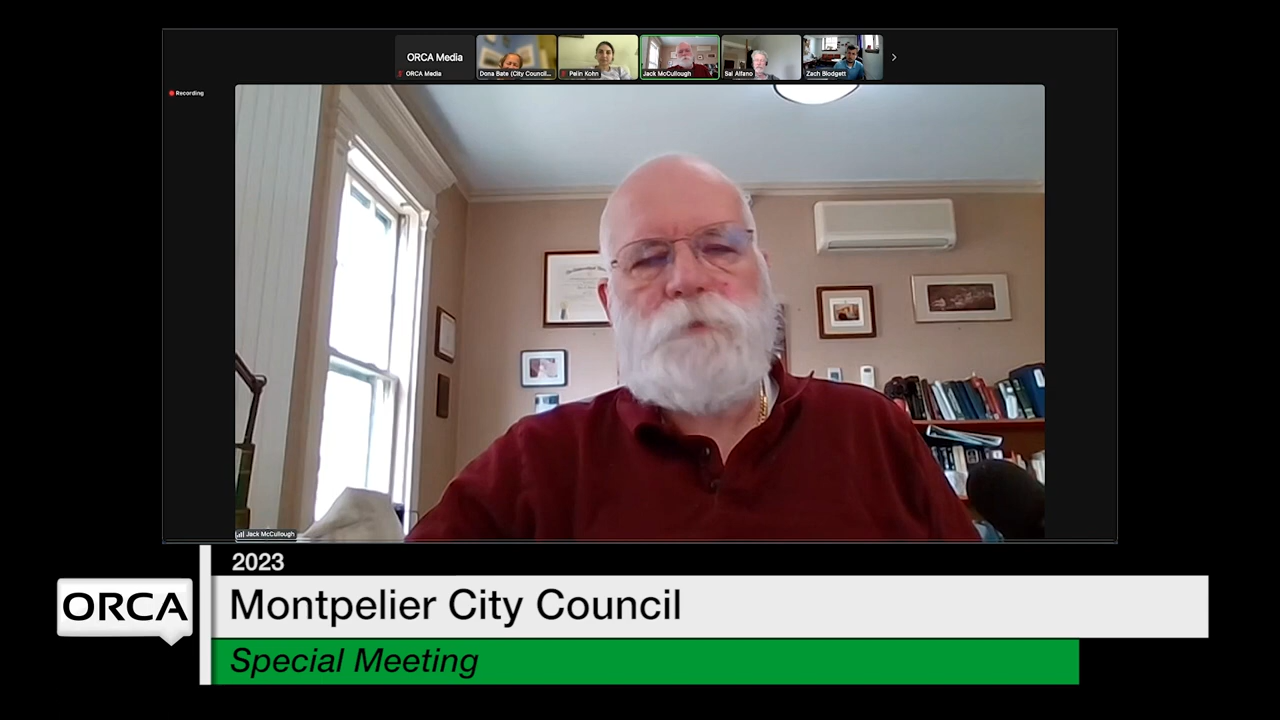 ORCA Media
ORCA Media
Dona Bate (City Council...
Pelin Kohn
Jack McCullough
Sal Alfano
Zach Blodgett
Recording
Jack McCullough
2023
ORCA
Montpelier City Council
Special Meeting